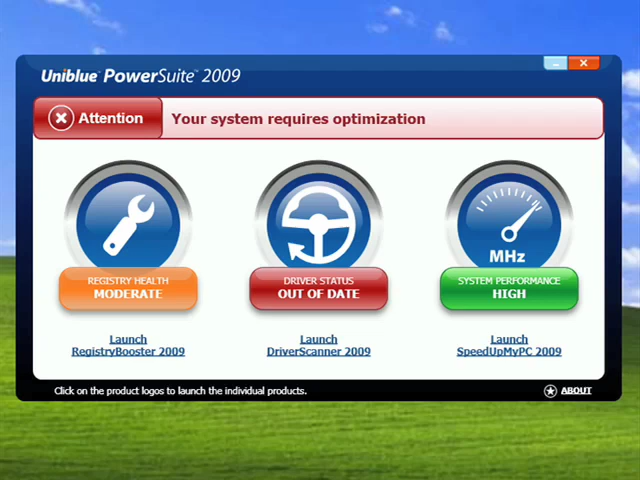 Uniblue™ PowerSuite™ 2009
Attention
Your system requires optimization
MHz
REGISTRY HEALTH
MODERATE
DRIVER STATUS
OUT OF DATE
SYSTEM PERFORMANCE
HIGH
Launch
RegistryBooster 2009
Launch
DriverScanner 2009
Launch
SpeedUpMyPC 2009
Click on the product logos to launch the individual products.
ABOUT